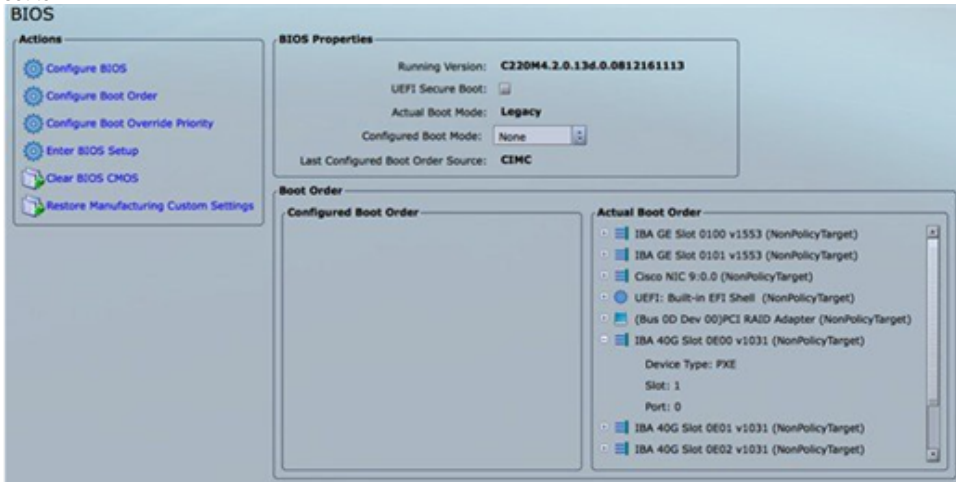 BIOS
Actions
Configure BIOS
Configure Boot Order
Configure Boot Override Priority
Enter BIOS Setup
Clear BIOS CMOS
Restore Manufacturing Custom Settings
BIOS Properties
Running Version: C220M4.2.0.13d.0.0812161113
UEFI Secure Boot:
Actual Boot Mode: Legacy
Configured Boot Mode: None
Last Configured Boot Order Source: CIMC
Boot Order
Configured Boot Order
Actual Boot Order
IBA GE Slot 0100 v1553 (NonPolicyTarget)
IBA GE Slot 0101 v1553 (NonPolicyTarget)
Cisco NIC 9:0.0 (NonPolicyTarget)
UEFI: Built-in EFI Shell (NonPolicyTarget)
(Bus 0D Dev 00)PCI RAID Adapter (NonPolicyTarget)
IBA 40G Slot 0E00 v1031 (NonPolicyTarget)
Device Type: PXE
Slot: 1
Port: 0
IBA 40G Slot 0E01 v1031 (NonPolicyTarget)
IBA 40G Slot 0E02 v1031 (NonPolicyTarget)